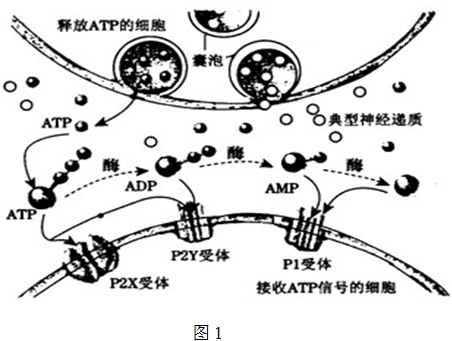 释放ATP的细胞
囊泡
ATP
典型神经递质
酶
酶
酶
ATP
ADP
AMP
P2X受体
P2Y受体
P1受体
接收ATP信号的细胞
图1